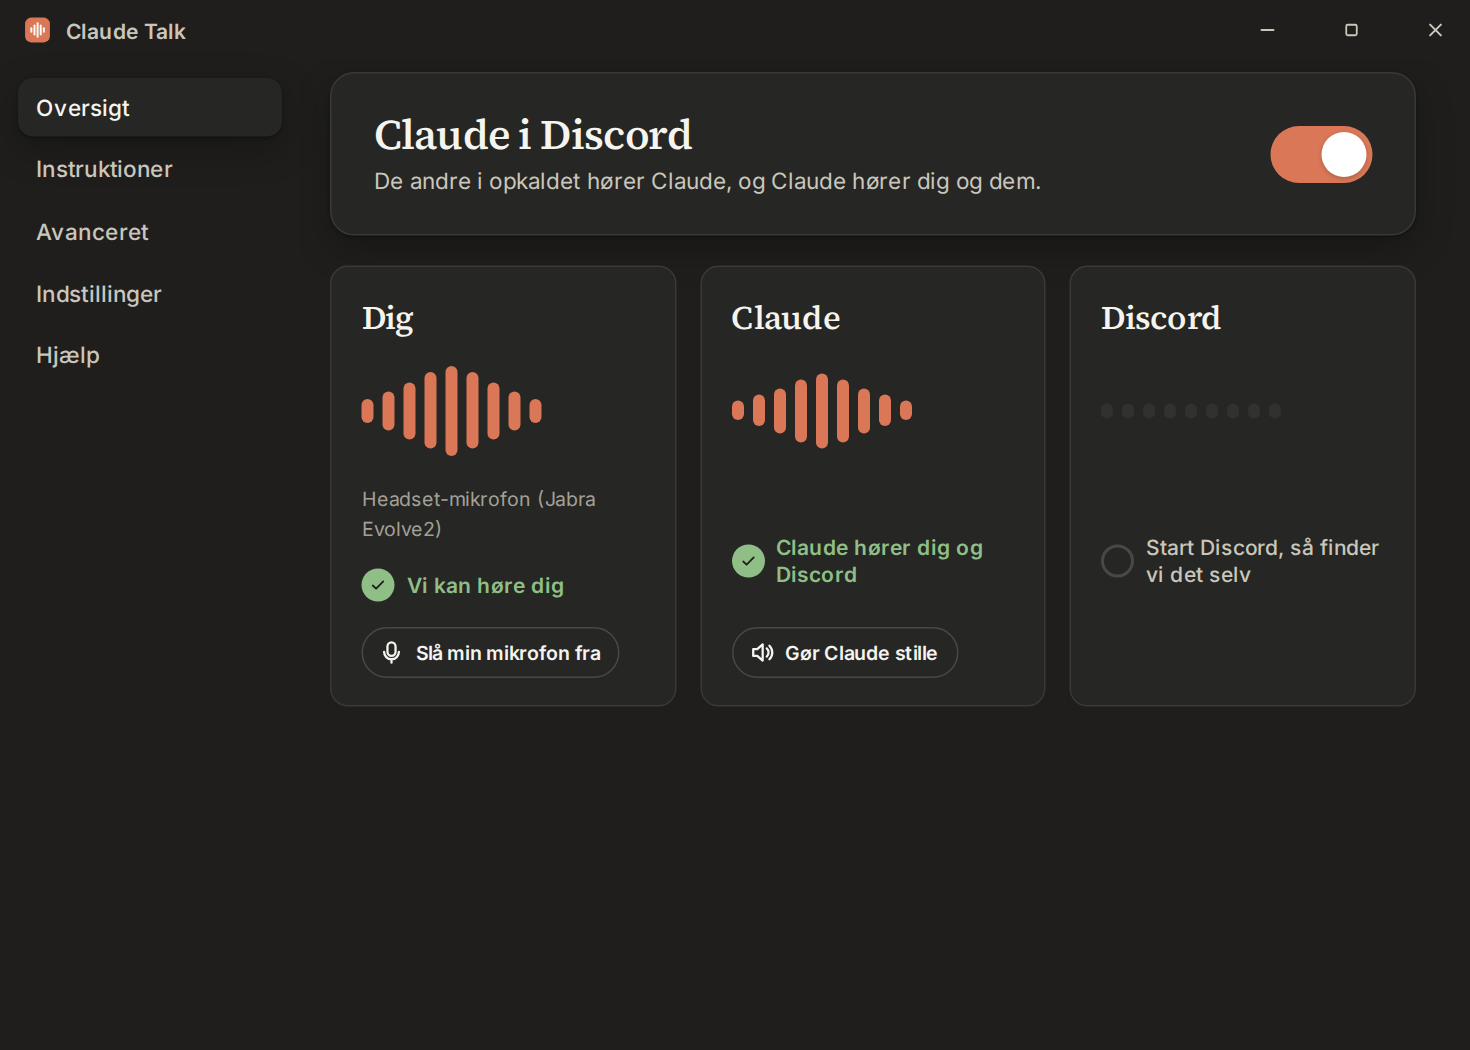 Claude Talk
Oversigt
Instruktioner
Avanceret
Indstillinger
Hjælp
Claude i Discord
De andre i opkaldet hører Claude, og Claude hører dig og dem.
Dig
Headset-mikrofon (Jabra
Evolve2)
Vi kan høre dig
Slå min mikrofon fra
Claude
Claude hører dig og
Discord
Gør Claude stille
Discord
Start Discord, så finder
vi det selv